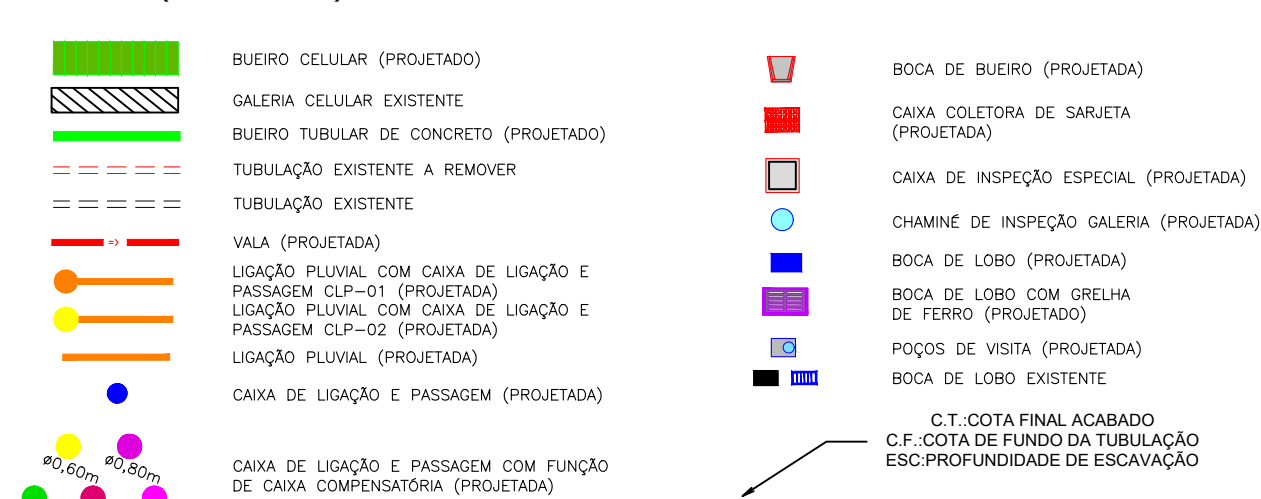 BUEIRO CELULAR (PROJETADO)
GALERIA CELULAR EXISTENTE
BUEIRO TUBULAR DE CONCRETO (PROJETADO)
TUBULAÇÃO EXISTENTE A REMOVER
TUBULAÇÃO EXISTENTE
=>
VALA (PROJETADA)
LIGAÇÃO PLUVIAL COM CAIXA DE LIGAÇÃO E
PASSAGEM CLP-01 (PROJETADA)
LIGAÇÃO PLUVIAL COM CAIXA DE LIGAÇÃO E
PASSAGEM CLP-02 (PROJETADA)
LIGAÇÃO PLUVIAL (PROJETADA)
CAIXA DE LIGAÇÃO E PASSAGEM (PROJETADA)
ø0,60m
ø0,80m
CAIXA DE LIGAÇÃO E PASSAGEM COM FUNÇÃO
DE CAIXA COMPENSATÓRIA (PROJETADA)
BOCA DE BUEIRO (PROJETADA)
CAIXA COLETORA DE SARJETA
(PROJETADA)
CAIXA DE INSPEÇÃO ESPECIAL (PROJETADA)
CHAMINÉ DE INSPEÇÃO GALERIA (PROJETADA)
BOCA DE LOBO (PROJETADA)
BOCA DE LOBO COM GRELHA
DE FERRO (PROJETADO)
POÇOS DE VISITA (PROJETADA)
BOCA DE LOBO EXISTENTE
C.T.:COTA FINAL ACABADO
C.F.:COTA DE FUNDO DA TUBULAÇÃO
ESC:PROFUNDIDADE DE ESCAVAÇÃO